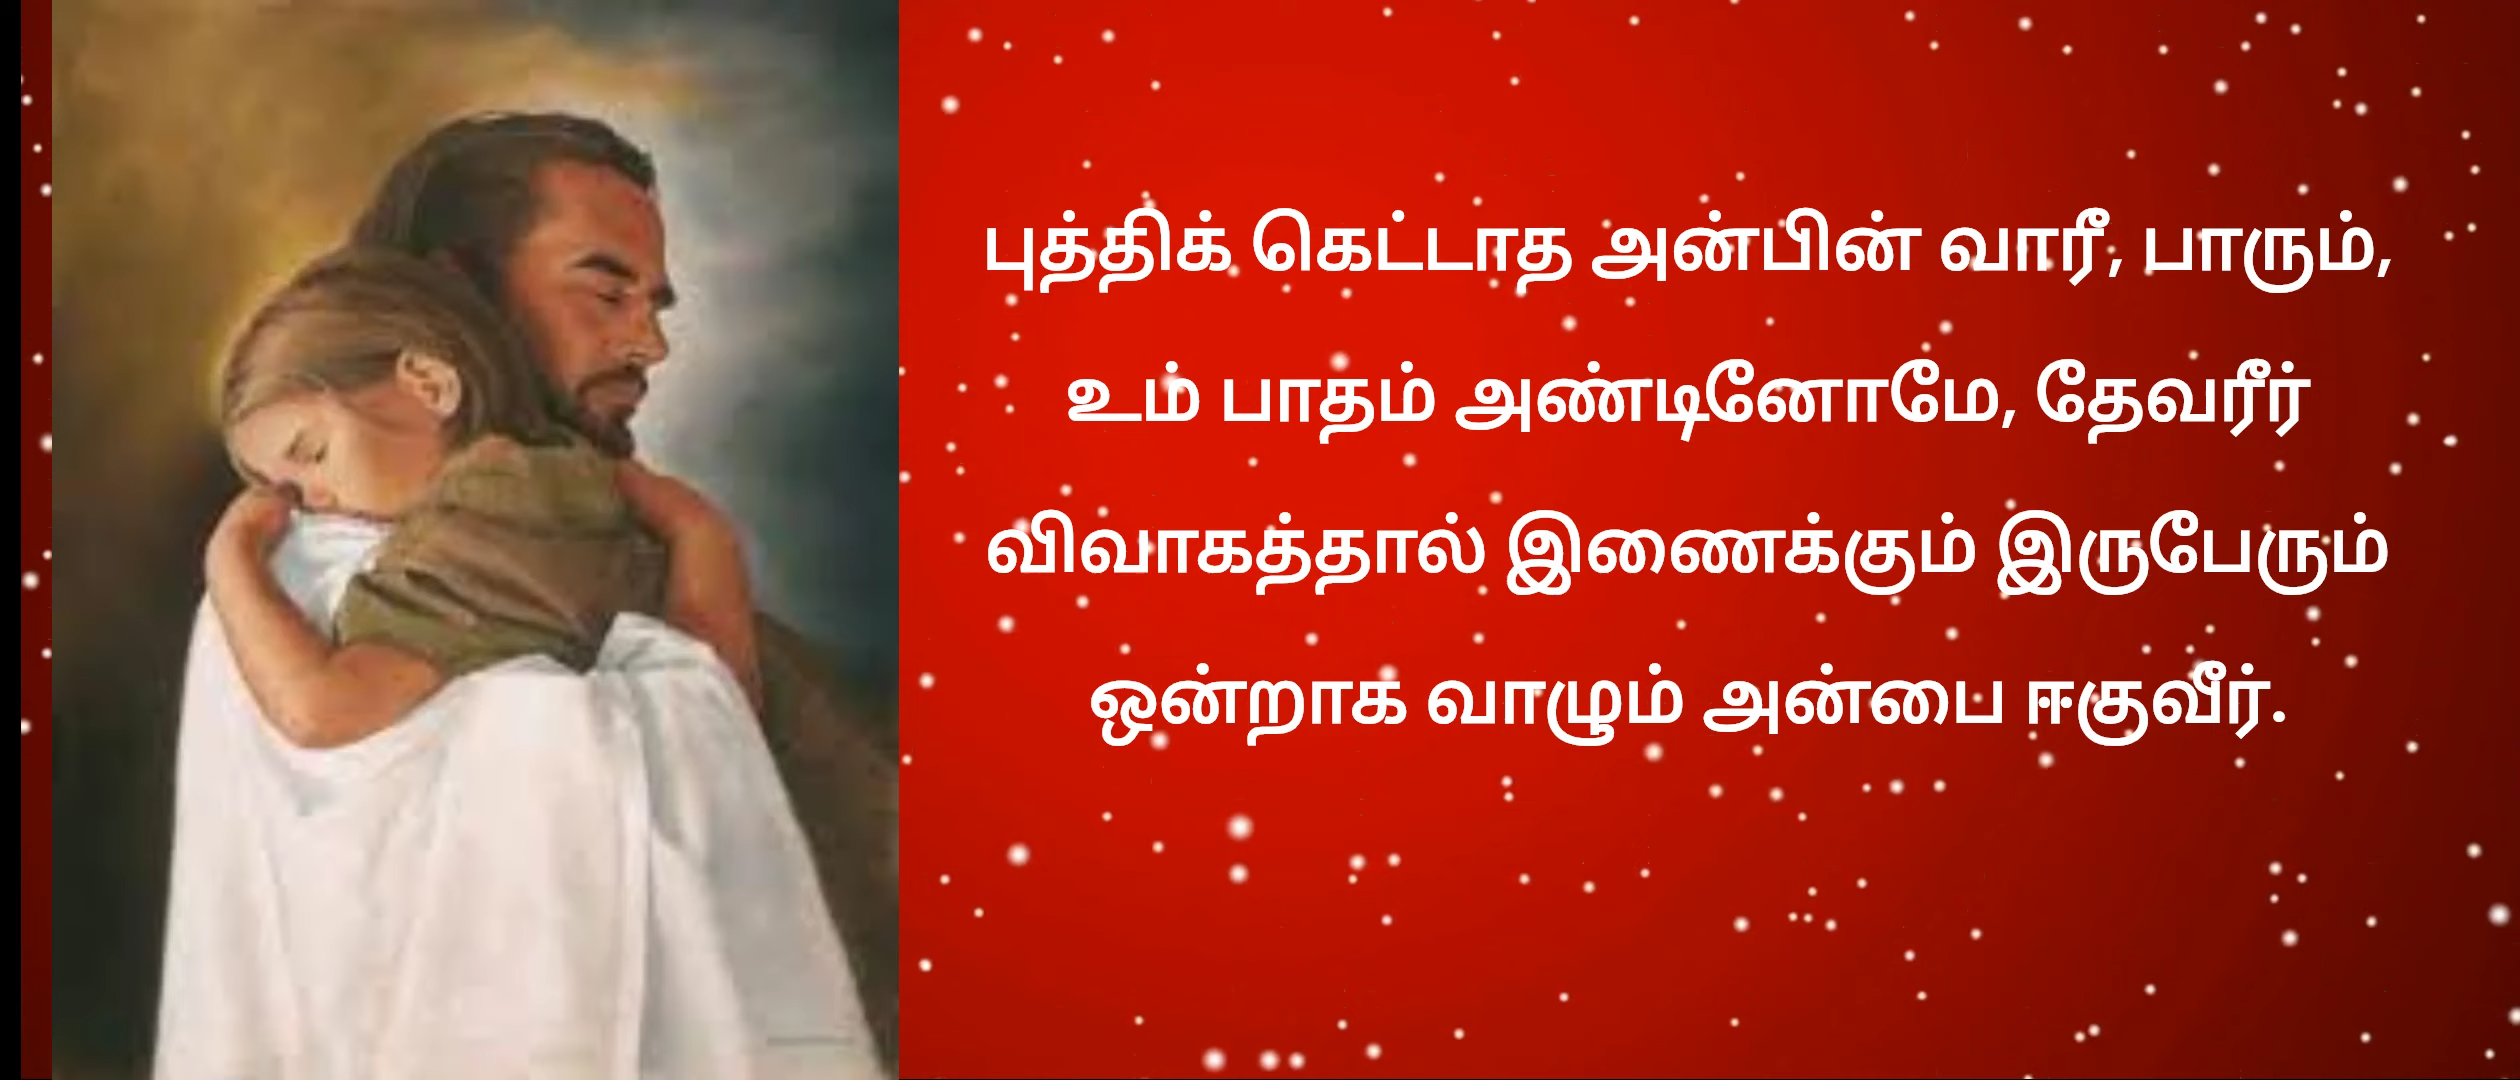 புத்திக் கெட்டாத அன்பின் வாரீ, பாரும்,
உம் பாதம் அண்டினோமே, தேவரீர்
விவாகத்தால் இணைக்கும் இருபேரும்
ஒன்றாக வாழும் அன்பை ஈகுவீர்.